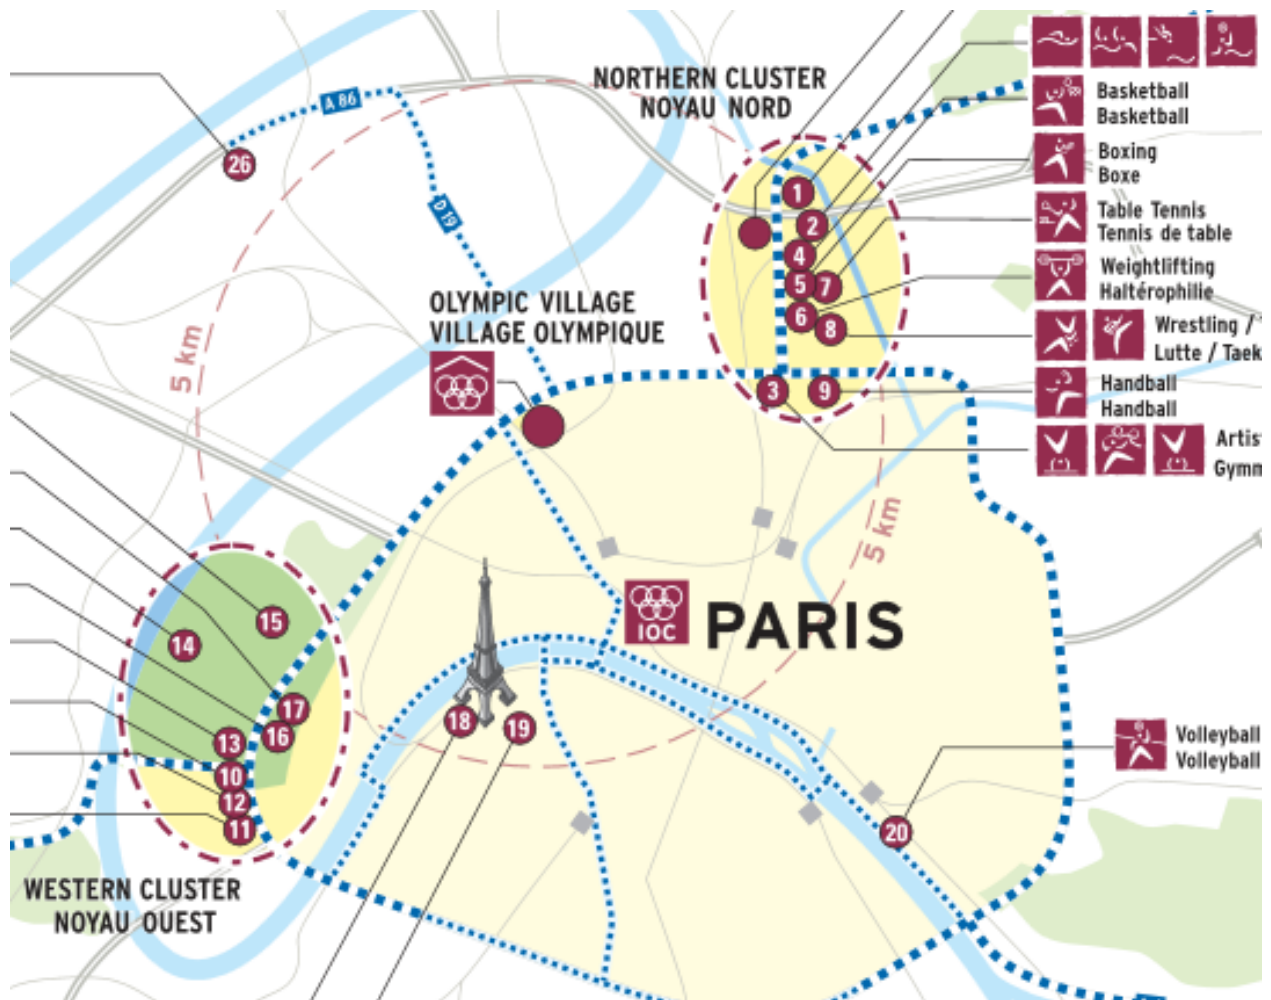 NORTHERN CLUSTER
NOYAU NORD
A 86
26
D 19
5 km
OLYMPIC VILLAGE
VILLAGE OLYMPIQUE
1
2
4
5
7
6
8
3
9
Basketball
Basketball
Boxing
Boxe
Table Tennis
Tennis de table
Weightlifting
Haltérophilie
Wrestling /
Lutte / Taek
Handball
Handball
Artis
Gymm
5 km
IOC
PARIS
15
14
17
16
13
10
12
11
18
19
20
Volleyball
Volleyball
WESTERN CLUSTER
NOYAU OUEST